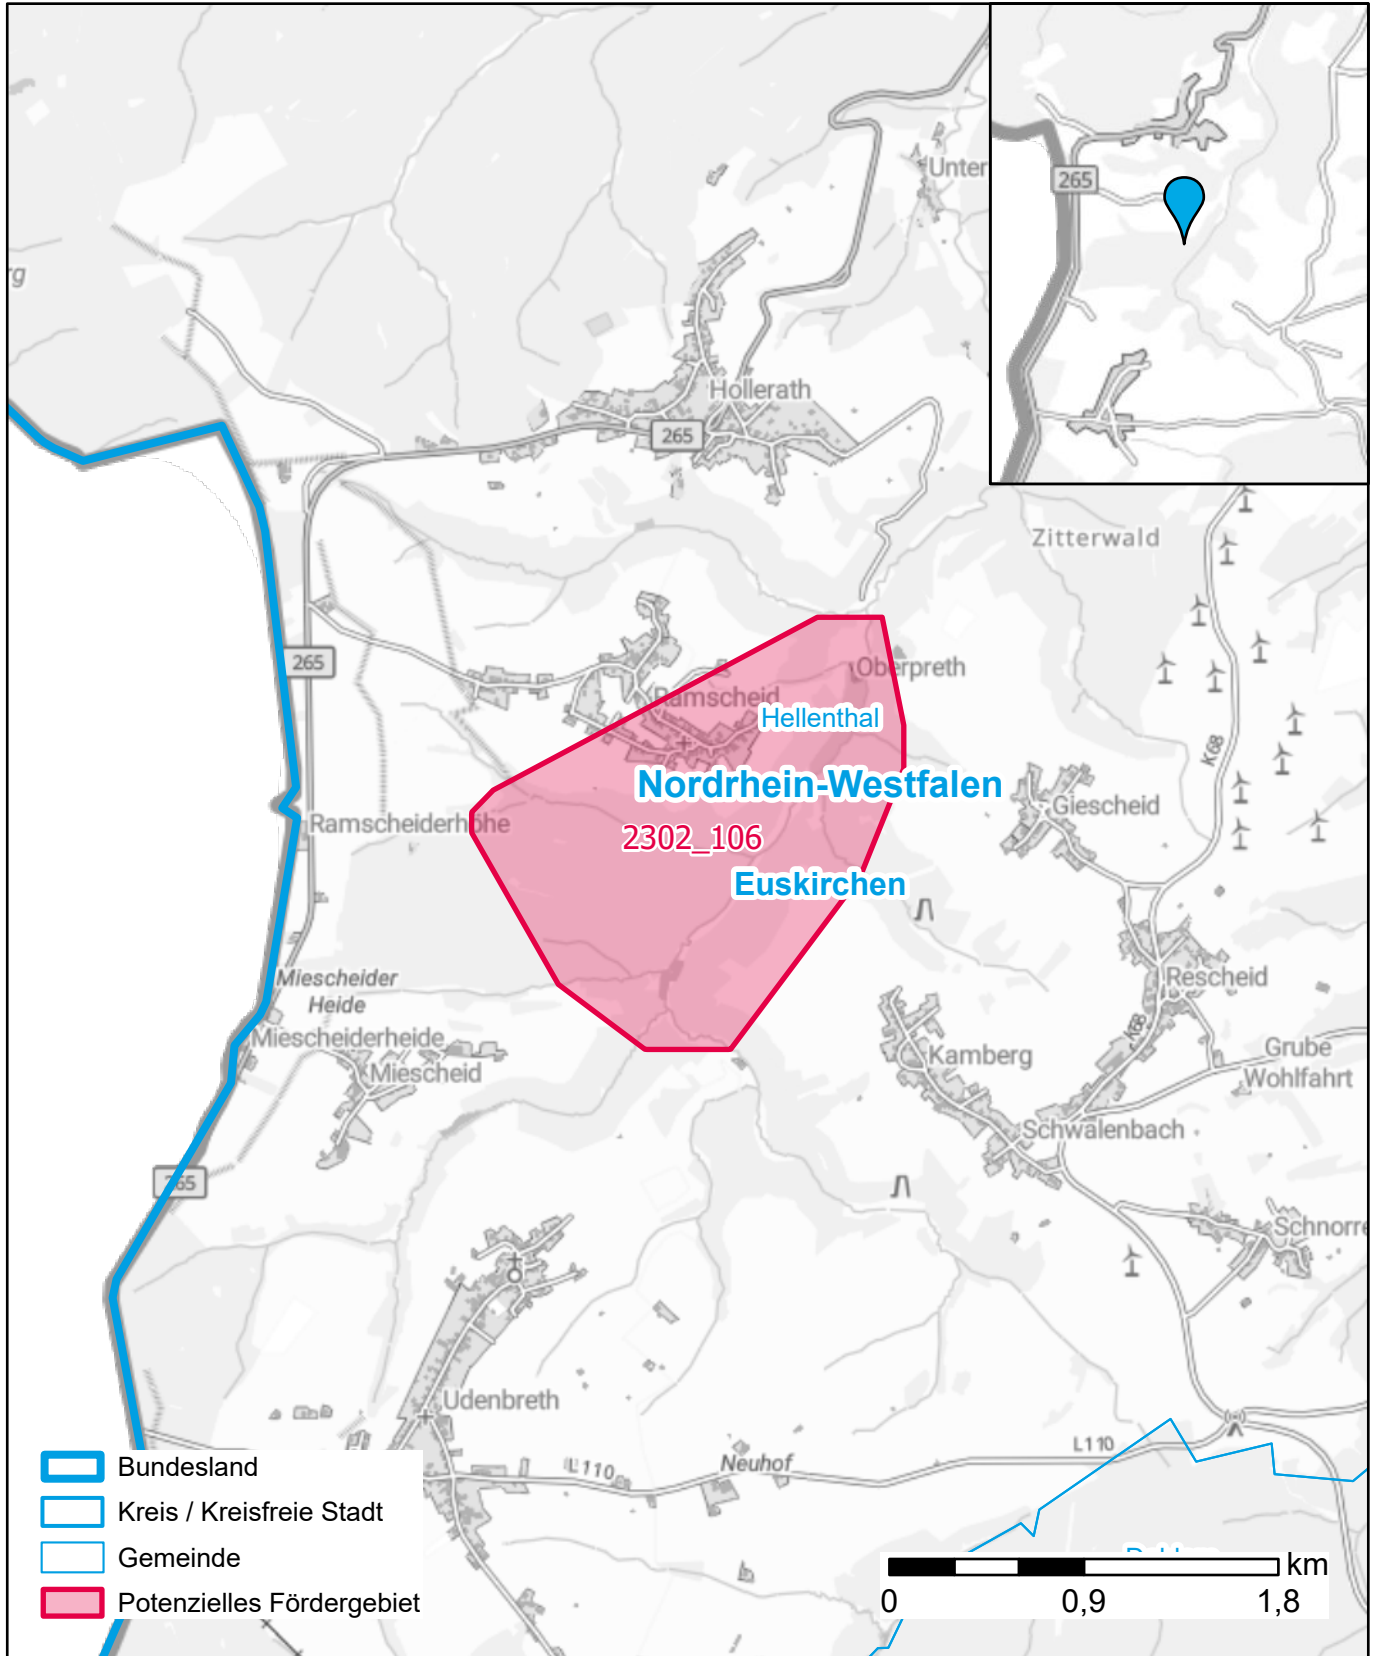 Unter
265
rg
Hollerath
265
Zitterwald
265
Oberpreth
Ramscheid
Hellenthal
K68
Nordrhein-Westfalen
Giescheid
Ramscheiderhöhe
2302_106
Euskirchen
Rescheid
Miescheider
Heide
K68
Miescheiderheide
Miescheid
Kamberg
Grube
Wohlfahrt
Schwalenbach
265
Schnorre
Udenbreth
L110
Neuhof
L110
Bundesland
Kreis / Kreisfreie Stadt
Gemeinde
Potenzielles Fördergebiet
km
0 0,9 1,8